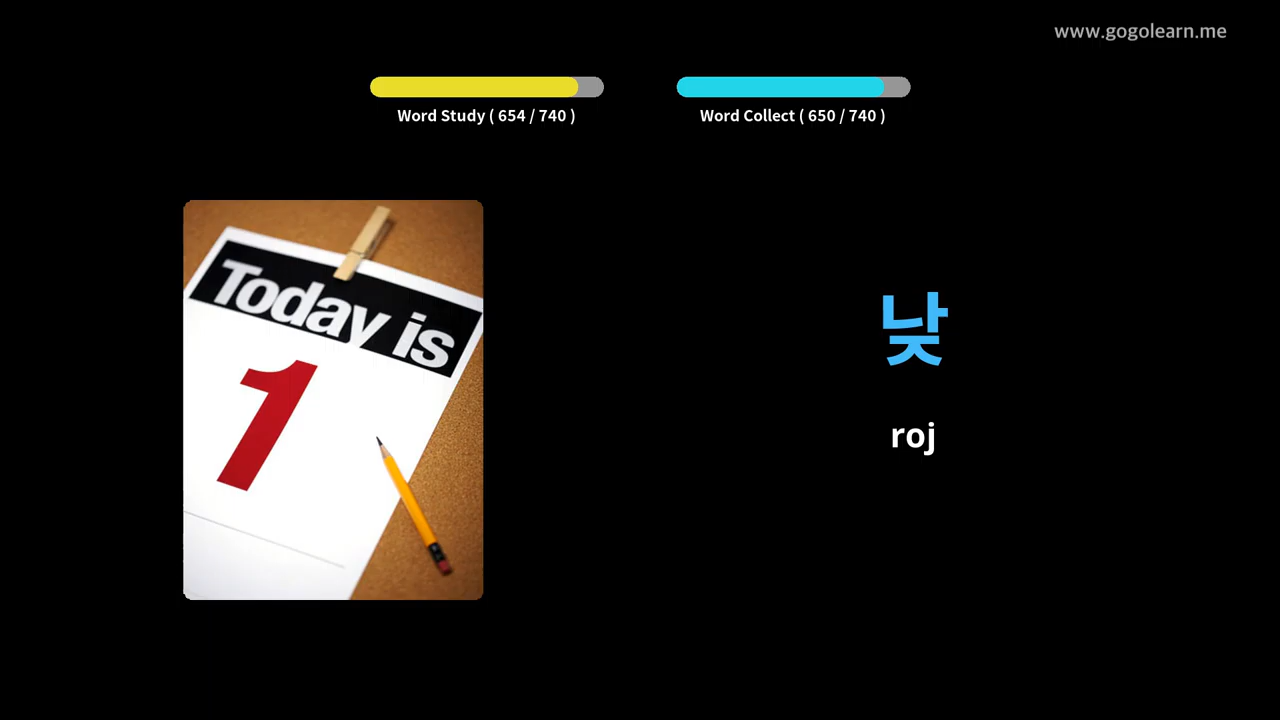 www.gogolearn.me
Word Study ( 654 / 740 )
Word Collect ( 650 / 740 )
Today is
1
낮
roj